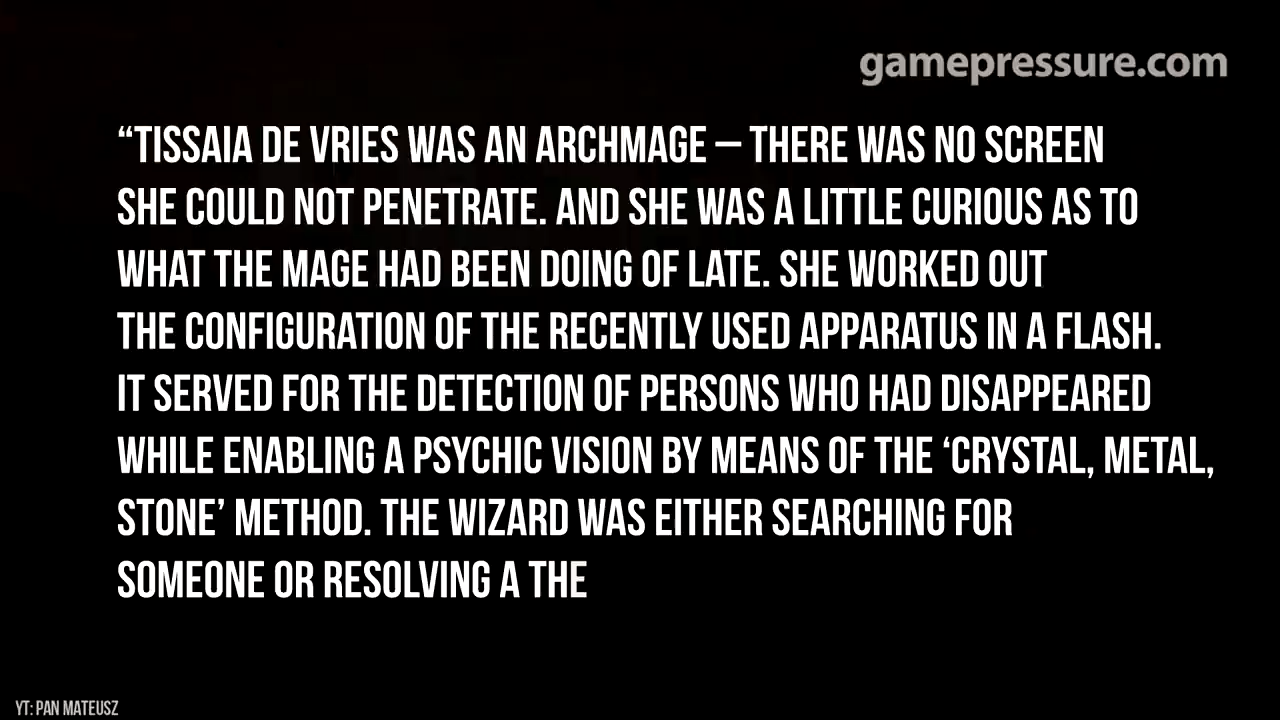 gamepressure.com
“TISSAIA DE VRIES WAS AN ARCHMAGE – THERE WAS NO SCREEN
SHE COULD NOT PENETRATE. AND SHE WAS A LITTLE CURIOUS AS TO
WHAT THE MAGE HAD BEEN DOING OF LATE. SHE WORKED OUT
THE CONFIGURATION OF THE RECENTLY USED APPARATUS IN A FLASH.
IT SERVED FOR THE DETECTION OF PERSONS WHO HAD DISAPPEARED
WHILE ENABLING A PSYCHIC VISION BY MEANS OF THE ‘CRYSTAL, METAL,
STONE’ METHOD. THE WIZARD WAS EITHER SEARCHING FOR
SOMEONE OR RESOLVING A THE
YT: PAN MATEUSZ